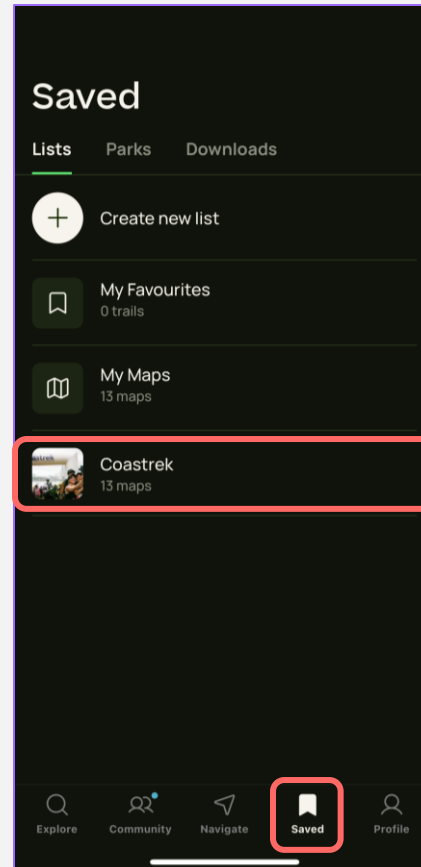 Saved
Lists Parks Downloads
Create new list
My Favourites
0 trails
My Maps
13 maps
Coastrek
13 maps
Explore Community Navigate Saved Profile